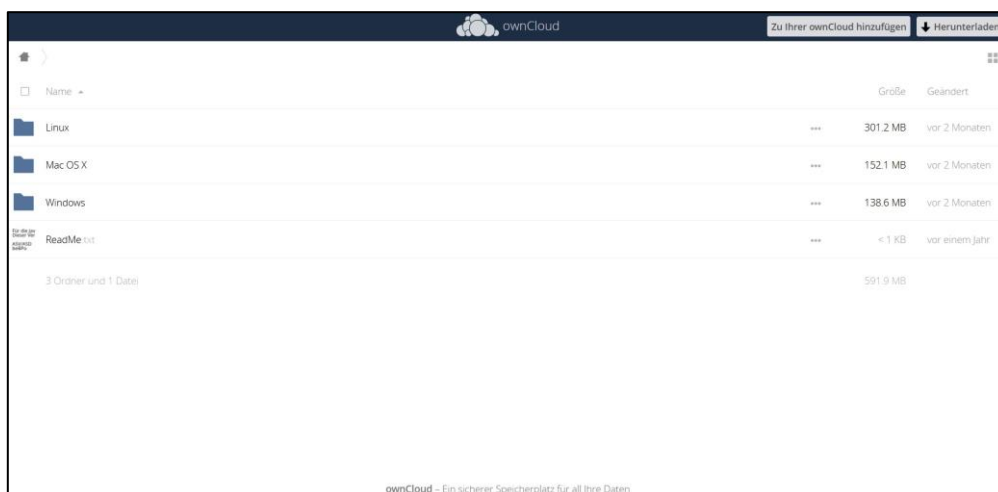 ownCloud
Zu Ihrer ownCloud hinzufügen
Herunterladen
Name
Größe
Geändert
Linux
301.2 MB
vor 2 Monaten
Mac OS X
152.1 MB
vor 2 Monaten
Windows
138.6 MB
vor 2 Monaten
ReadMe.txt
< 1 KB
vor einem Jahr
3 Ordner und 1 Datei
591.9 MB
ownCloud – Ein sicherer Speicherplatz für all Ihre Daten